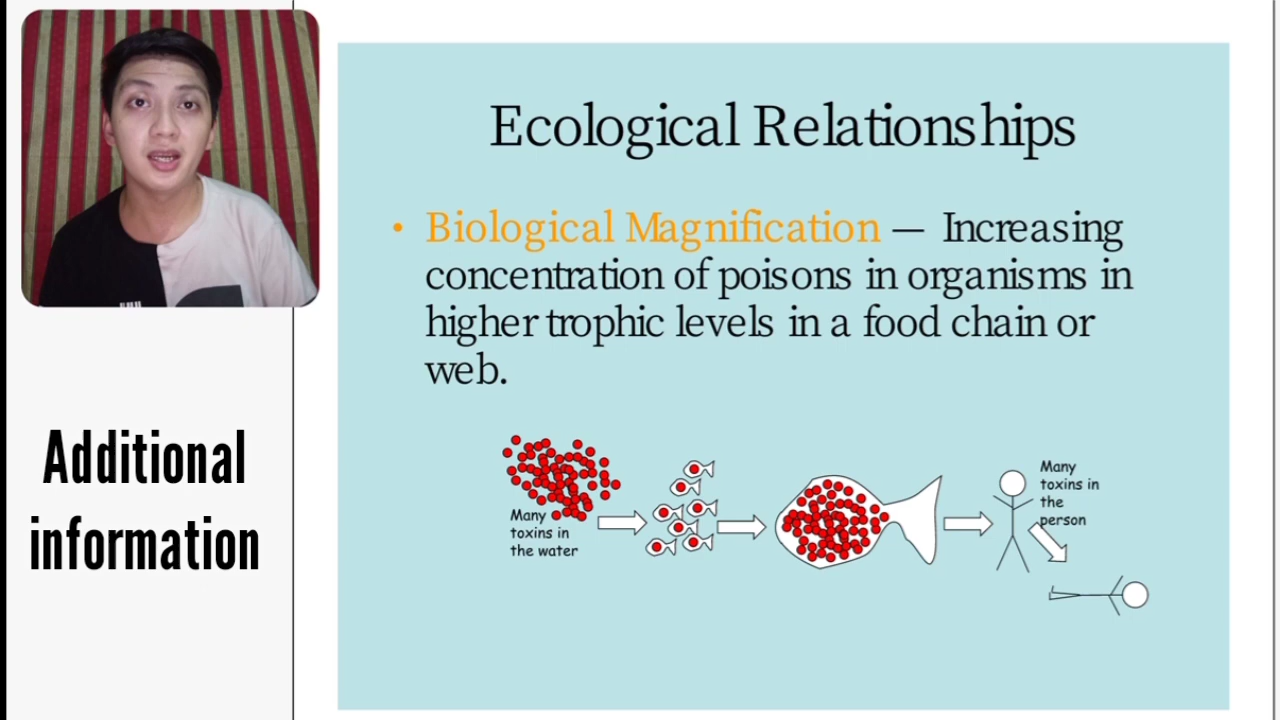 Ecological Relationships
• Biological Magnification — Increasing
concentration of poisons in organisms in
higher trophic levels in a food chain or
web.
Many
toxins in
the water
Many
toxins in
the
person
Additional
information